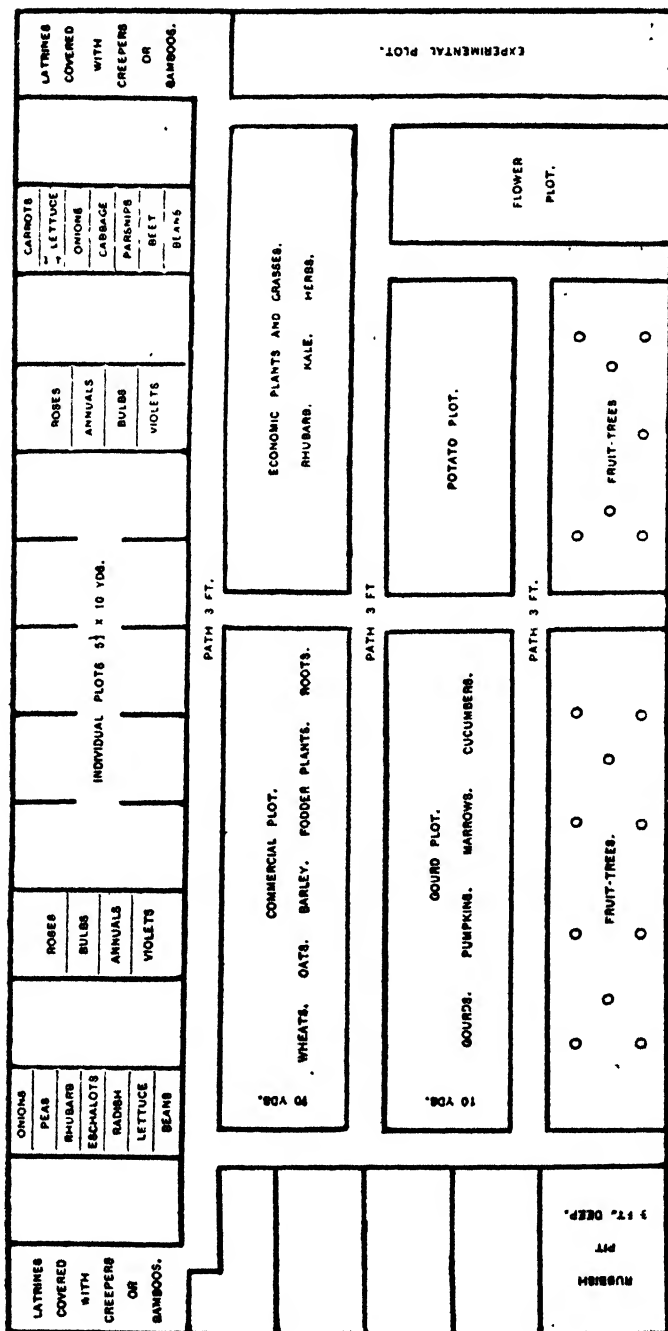 LATRINES
COVERED
WITH
CREEPERS
OR
BAMBOOS.
ONIONS
PEAS
RHUBARB
ESCHALOTS
RADISH
LETTUCE
BEANS
ROSES
BULBS
ANNUALS
VIOLETS
INDIVIDUAL PLOTS 5½ × 10 YDS.
ROSES
ANNUALS
BULBS
VIOLETS
CARROTS
LETTUCE
ONIONS
CABBAGE
PARSNIPS
BEET
BEANS
LATRINES
COVERED
WITH
CREEPERS
OR
BAMBOOS.
PATH 3 FT.
10 YDS.
COMMERCIAL PLOT.
WHEATS. OATS. BARLEY. FODDER PLANTS. ROOTS.
ECONOMIC PLANTS AND GRASSES.
RHUBARB. KALE. HERBS.
EXPERIMENTAL PLOT.
PATH 3 FT
10 YDS.
GOURD PLOT.
GOURDS. PUMPKINS. MARROWS. CUCUMBERS.
POTATO PLOT.
FLOWER
PLOT.
PATH 3 FT.
RUBBISH
PIT
3 FT. DEEP.
FRUIT-TREES.
FRUIT-TREES